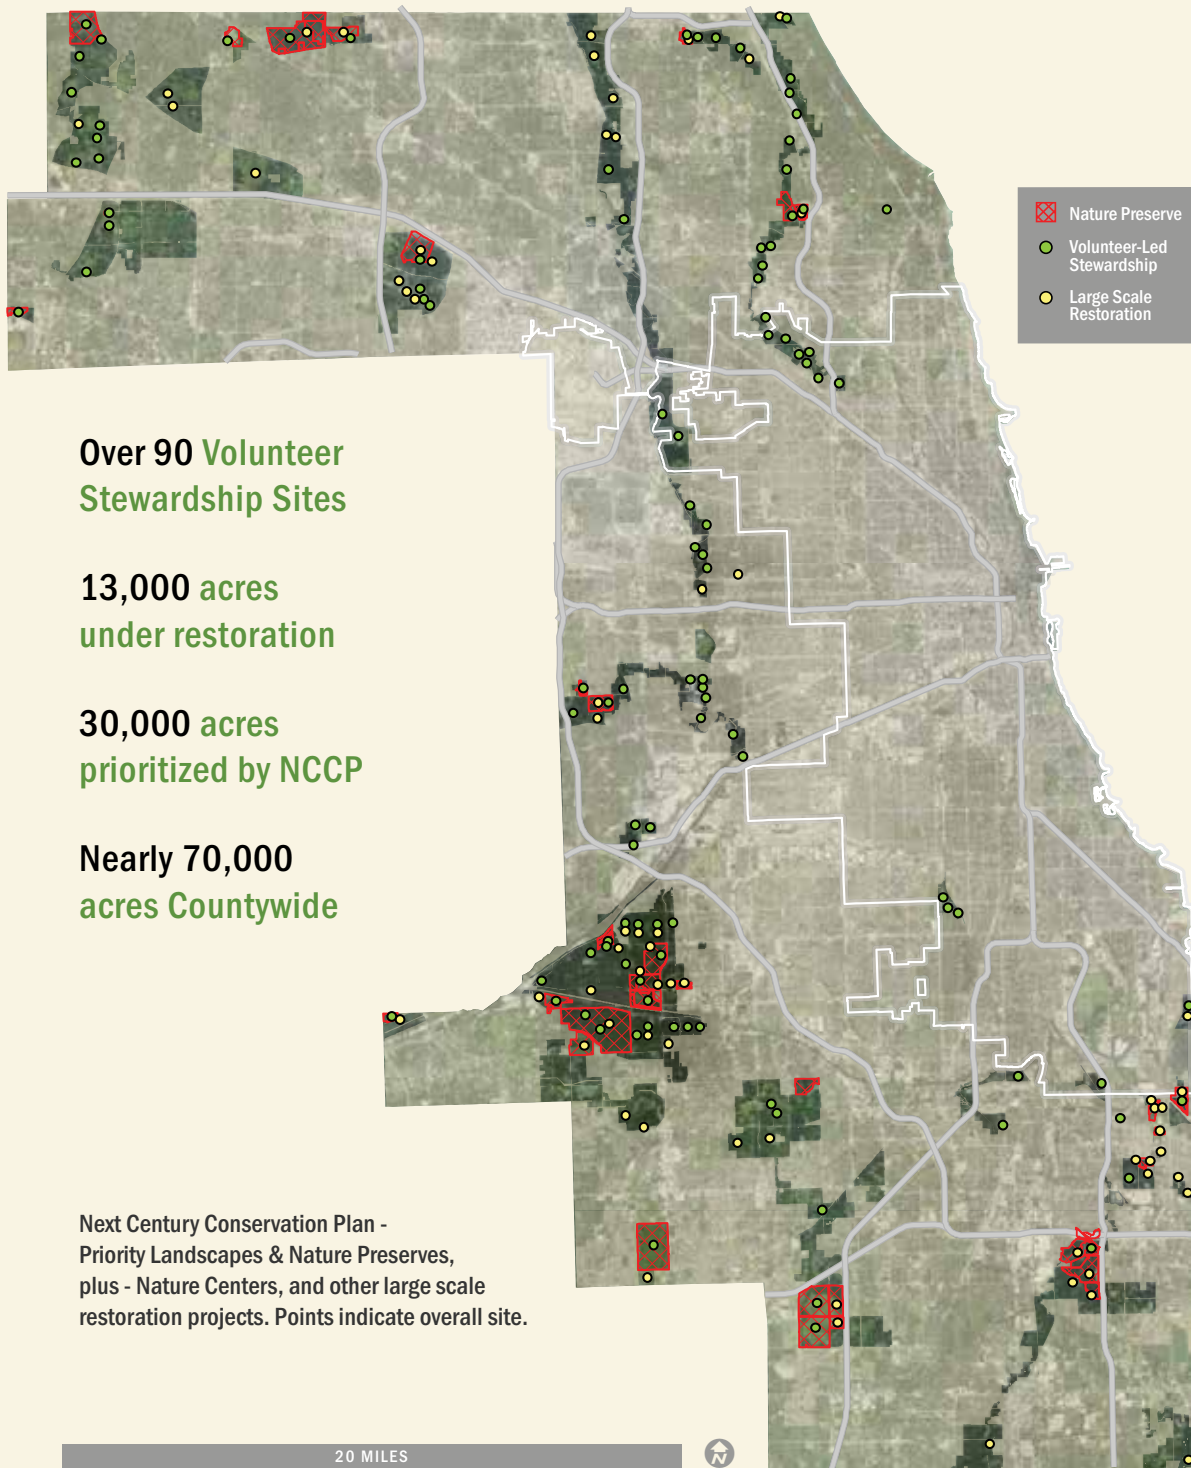 Nature Preserve
Volunteer-Led
Stewardship
Large Scale
Restoration
Over 90 Volunteer
Stewardship Sites
13,000 acres
under restoration
30,000 acres
prioritized by NCCP
Nearly 70,000
acres Countywide
Next Century Conservation Plan -
Priority Landscapes & Nature Preserves,
plus - Nature Centers, and other large scale
restoration projects. Points indicate overall site.
20 MILES
N